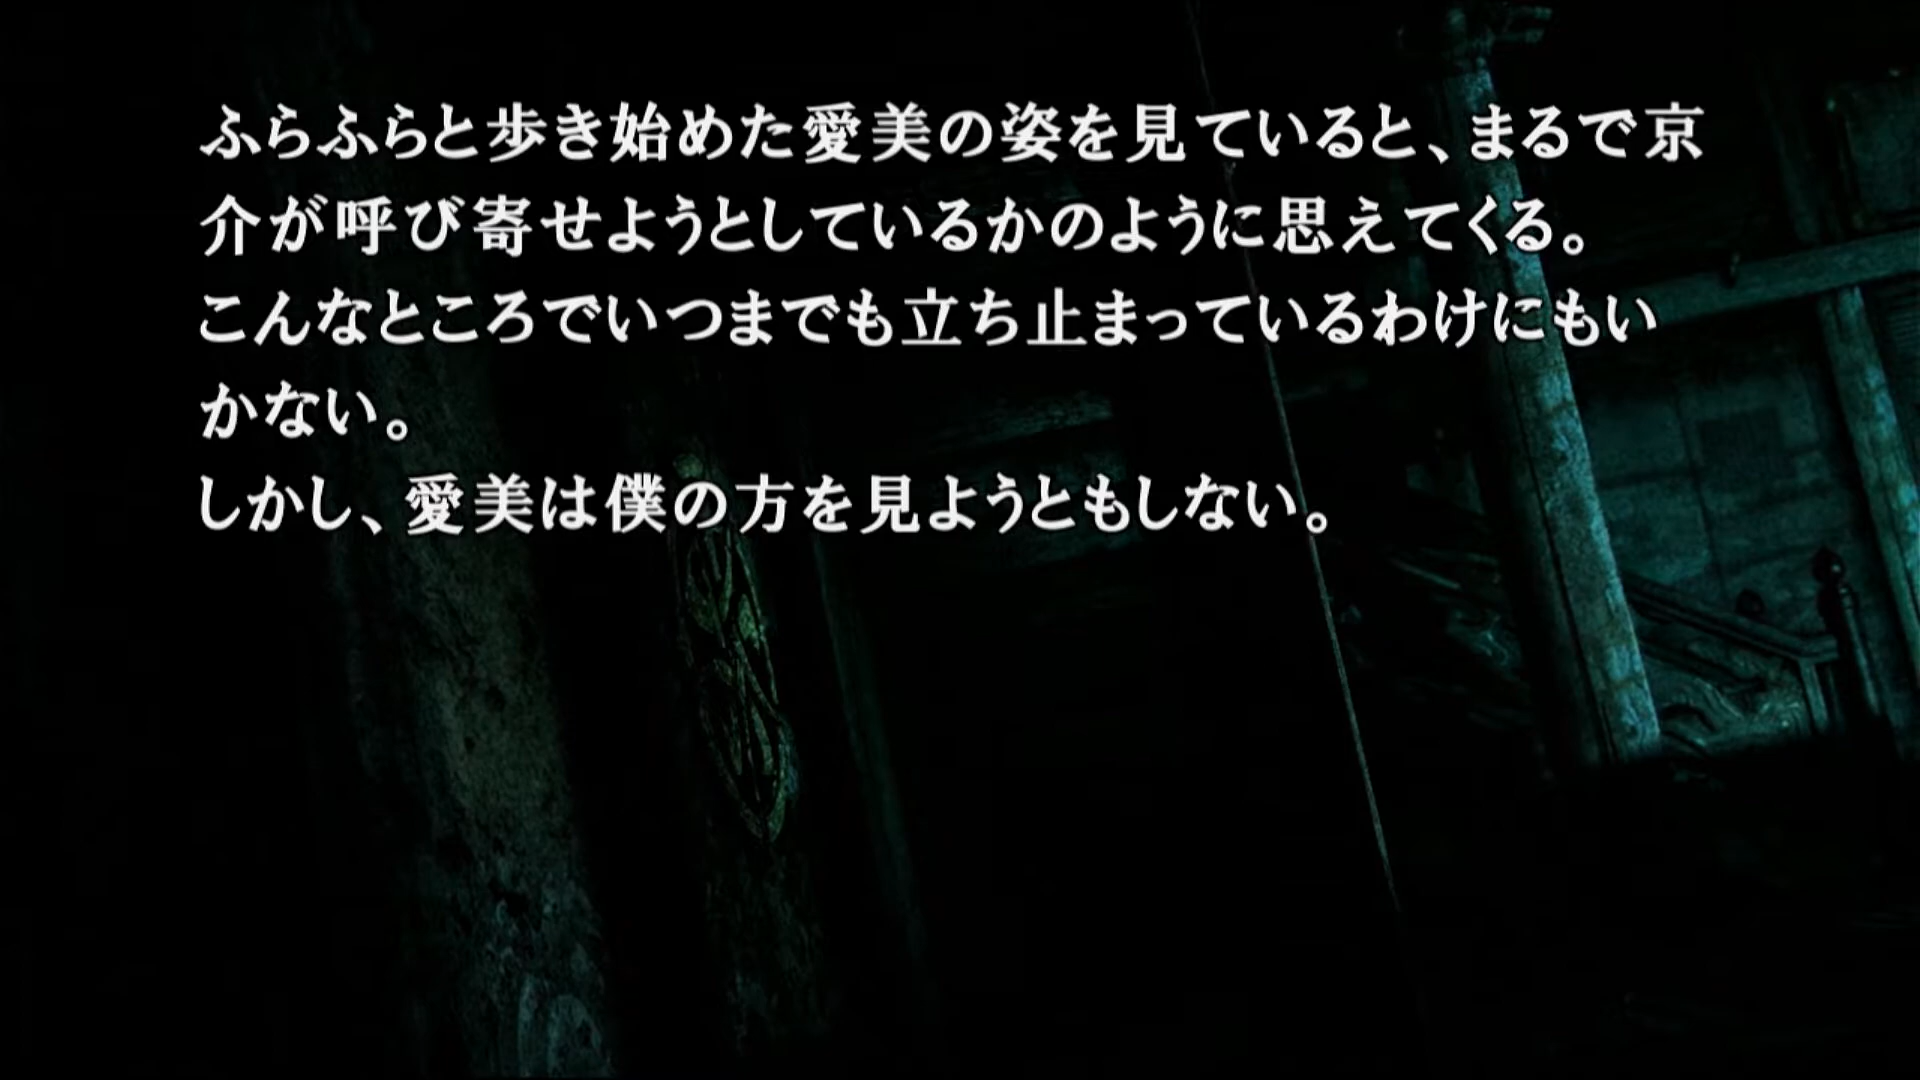 ふらふらと歩き始めた愛美の姿を見ていると、まるで京
介が呼び寄せようとしているかのように思えてくる。
こんなところでいつまでも立ち止まっているわけにもい
かない。
しかし、愛美は僕の方を見ようともしない。